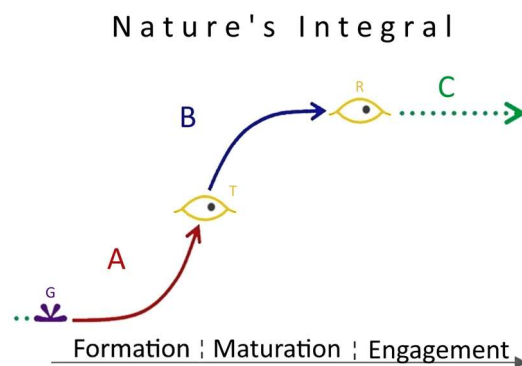 Nature's Integral
R
C
B
T
A
G
Formation ¦ Maturation ¦ Engagement